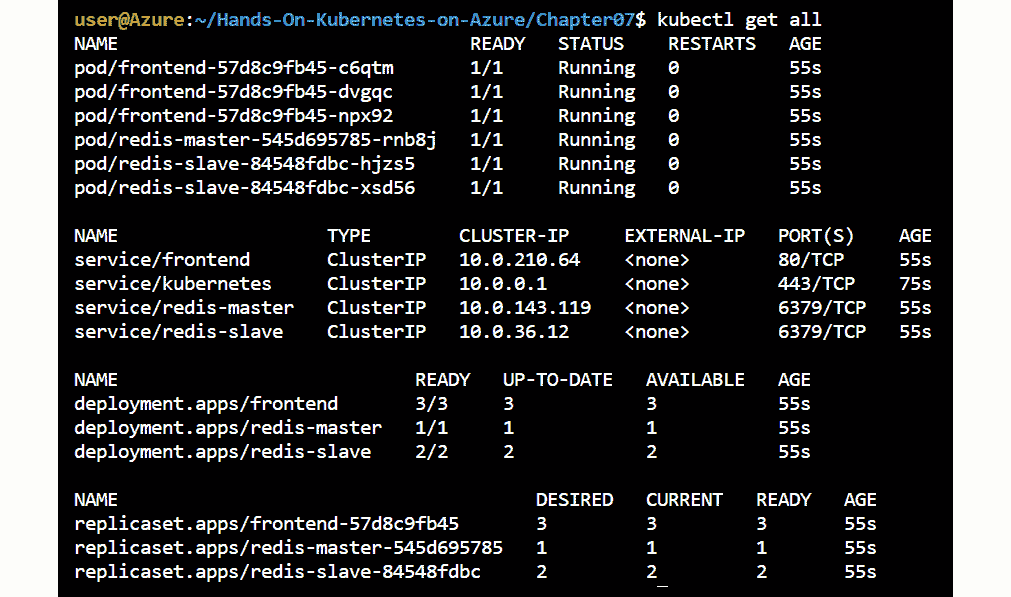 user@Azure:~/Hands-On-Kubernetes-on-Azure/Chapter07$ kubectl get all
NAME READY STATUS RESTARTS AGE
pod/frontend-57d8c9fb45-c6qtm 1/1 Running 0 55s
pod/frontend-57d8c9fb45-dvgqc 1/1 Running 0 55s
pod/frontend-57d8c9fb45-npx92 1/1 Running 0 55s
pod/redis-master-545d695785-rnb8j 1/1 Running 0 55s
pod/redis-slave-84548fdbc-hjzs5 1/1 Running 0 55s
pod/redis-slave-84548fdbc-xsd56 1/1 Running 0 55s
NAME TYPE CLUSTER-IP EXTERNAL-IP PORT(S) AGE
service/frontend ClusterIP 10.0.210.64 <none> 80/TCP 55s
service/kubernetes ClusterIP 10.0.0.1 <none> 443/TCP 75s
service/redis-master ClusterIP 10.0.143.119 <none> 6379/TCP 55s
service/redis-slave ClusterIP 10.0.36.12 <none> 6379/TCP 55s
NAME READY UP-TO-DATE AVAILABLE AGE
deployment.apps/frontend 3/3 3 3 55s
deployment.apps/redis-master 1/1 1 1 55s
deployment.apps/redis-slave 2/2 2 2 55s
NAME DESIRED CURRENT READY AGE
replicaset.apps/frontend-57d8c9fb45 3 3 3 55s
replicaset.apps/redis-master-545d695785 1 1 1 55s
replicaset.apps/redis-slave-84548fdbc 2 2 2 55s